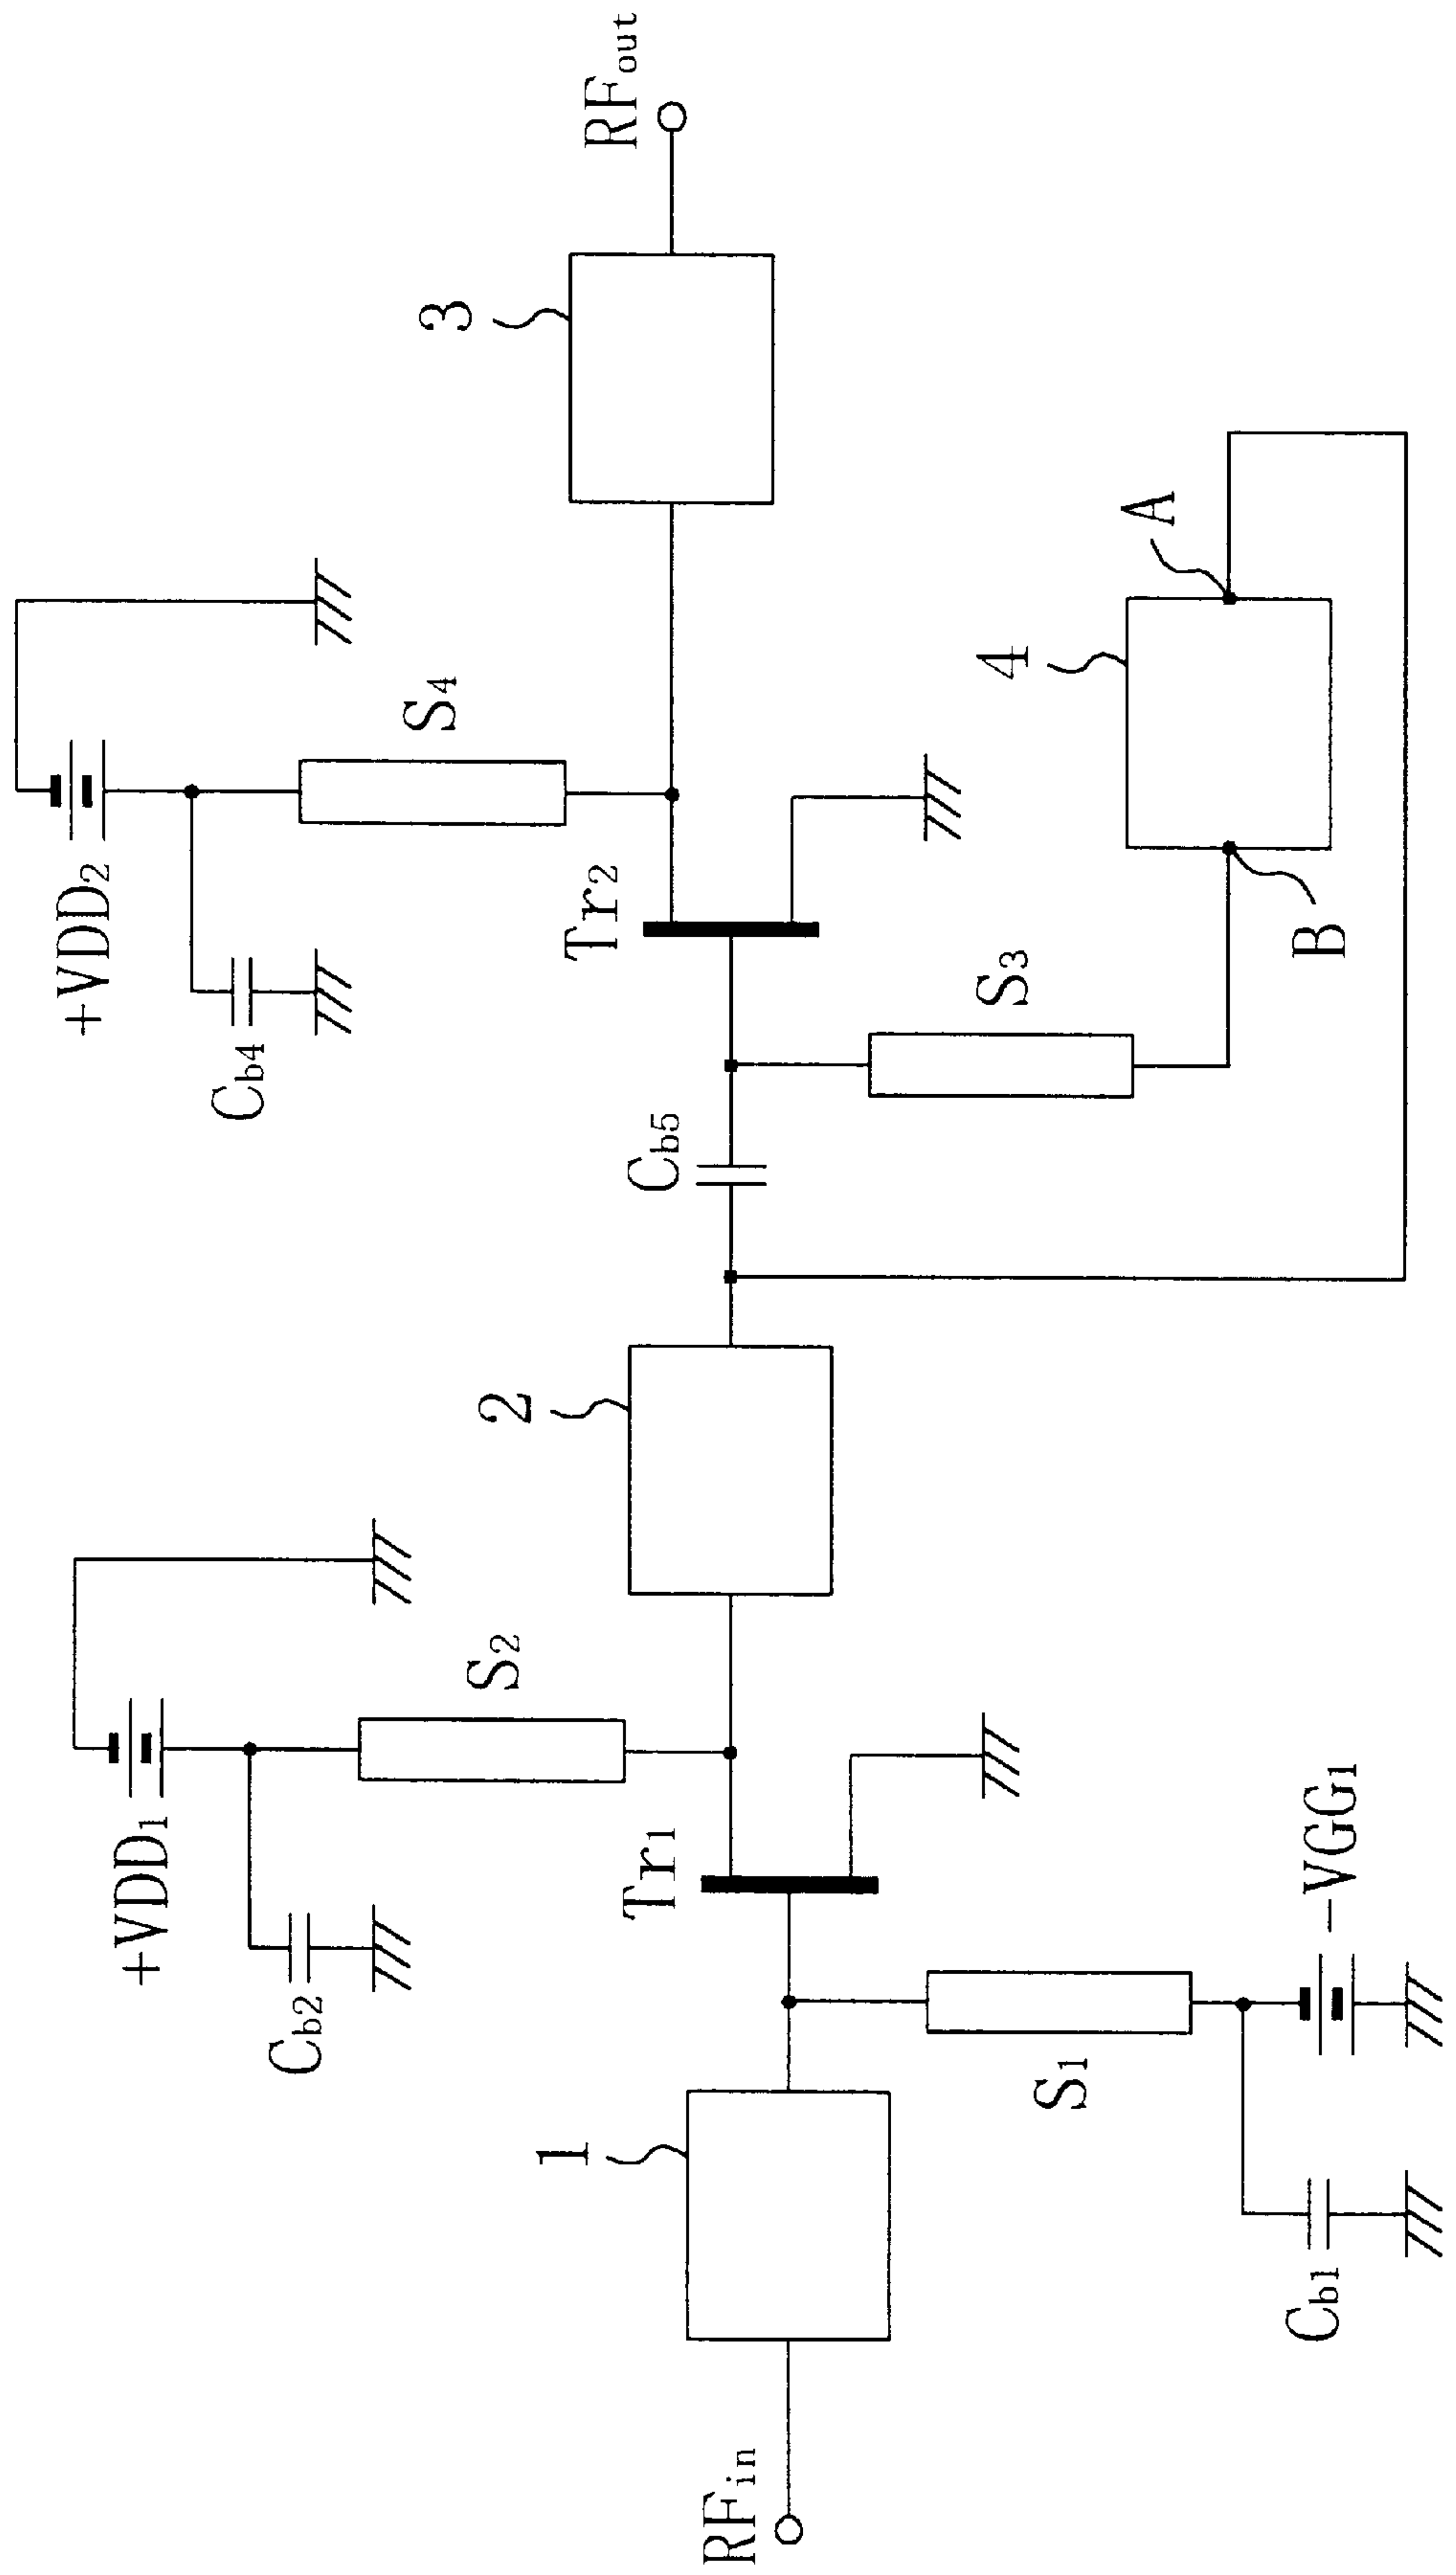 +VDD₁
+VDD₂
Cb2
Cb4
S₂
S₄
RFin
1
Tr₁
2
Cb5
Tr₂
3
RFout
S₁
S₃
4
A
B
Cb1
-VGG₁